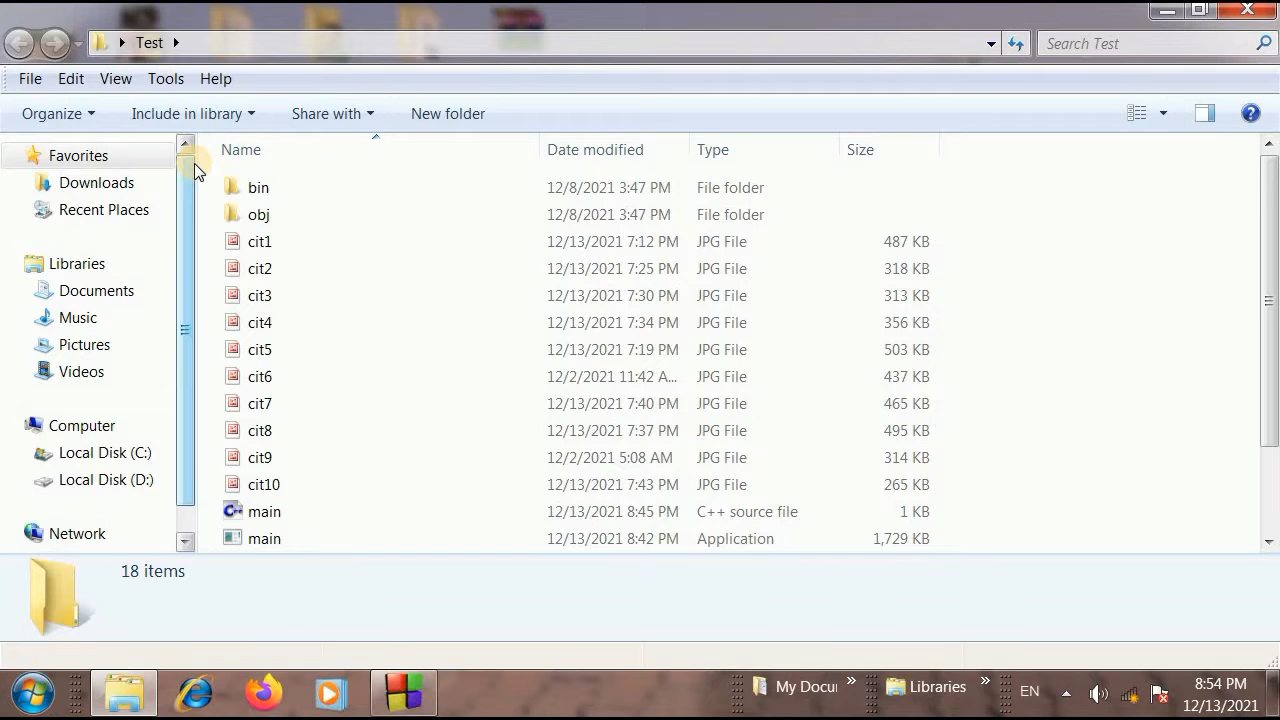 Test
Search Test
File Edit View Tools Help
Organize Include in library Share with New folder
Favorites
Downloads
Recent Places
Libraries
Documents
Music
Pictures
Videos
Computer
Local Disk (C:)
Local Disk (D:)
Network
Name Date modified Type Size
bin 12/8/2021 3:47 PM File folder
obj 12/8/2021 3:47 PM File folder
cit1 12/13/2021 7:12 PM JPG File 487 KB
cit2 12/13/2021 7:25 PM JPG File 318 KB
cit3 12/13/2021 7:30 PM JPG File 313 KB
cit4 12/13/2021 7:34 PM JPG File 356 KB
cit5 12/13/2021 7:19 PM JPG File 503 KB
cit6 12/2/2021 11:42 A... JPG File 437 KB
cit7 12/13/2021 7:40 PM JPG File 465 KB
cit8 12/13/2021 7:37 PM JPG File 495 KB
cit9 12/2/2021 5:08 AM JPG File 314 KB
cit10 12/13/2021 7:43 PM JPG File 265 KB
main 12/13/2021 8:45 PM C++ source file 1 KB
main 12/13/2021 8:42 PM Application 1,729 KB
18 items
My Docu » Libraries » EN 8:54 PM
12/13/2021